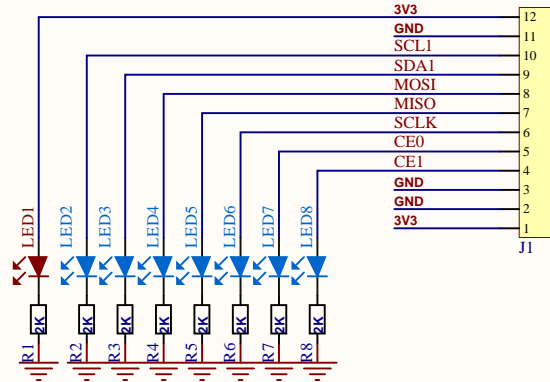 3V3 12
GND 11
SCL1 10
SDA1 9
MOSI 8
MISO 7
SCLK 6
CE0 5
CE1 4
GND 3
GND 2
3V3 1
J1
LED1 LED2 LED3 LED4 LED5 LED6 LED7 LED8
2K 2K 2K 2K 2K 2K 2K 2K
R1 R2 R3 R4 R5 R6 R7 R8